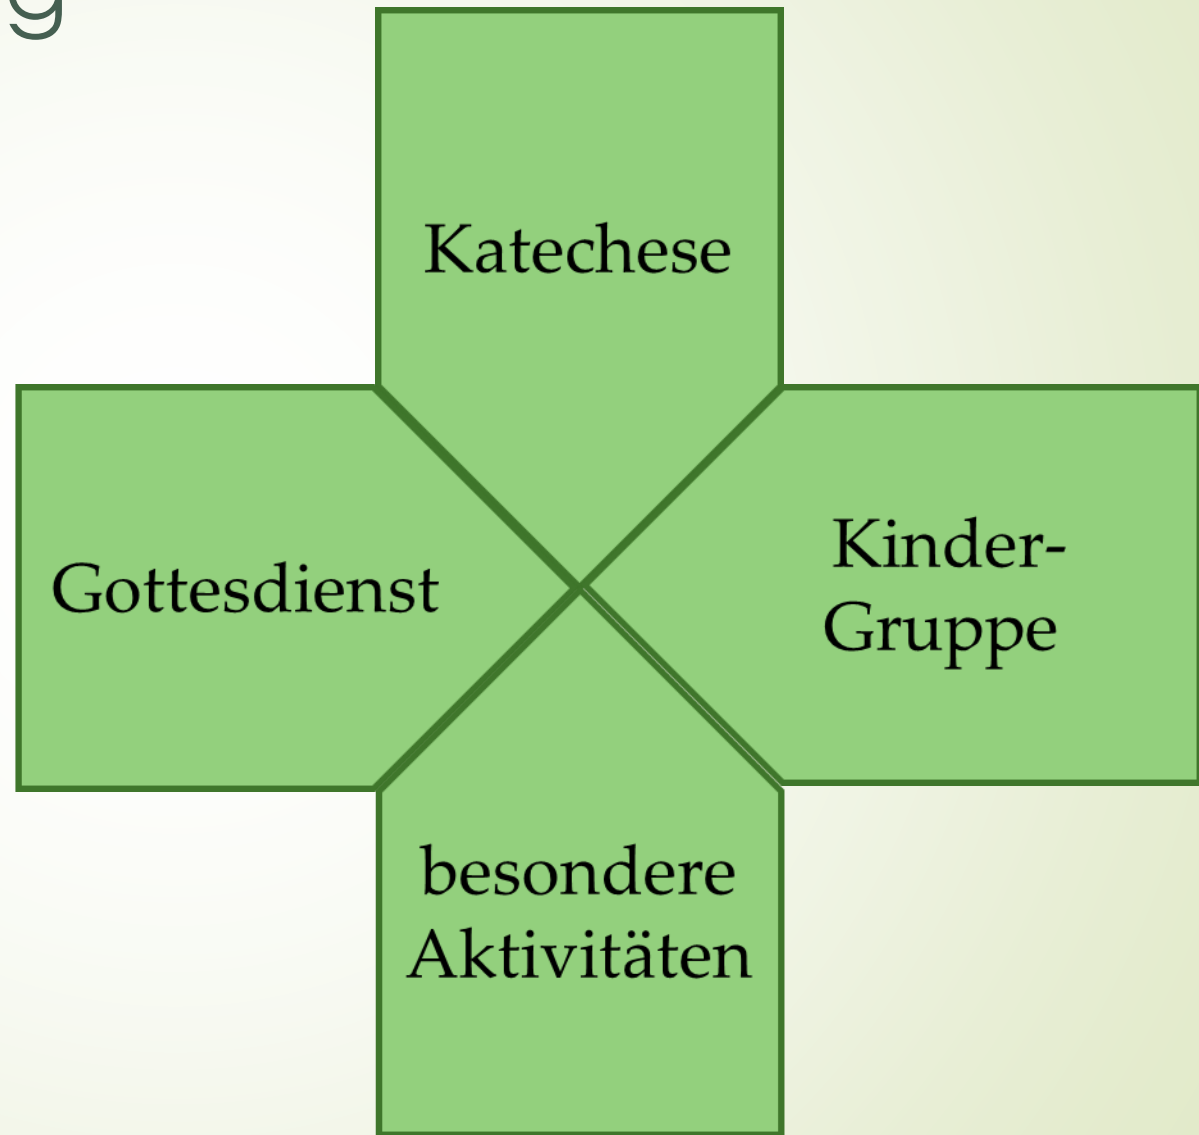 g
Katechese
Gottesdienst
Kinder-
Gruppe
besondere
Aktivitäten